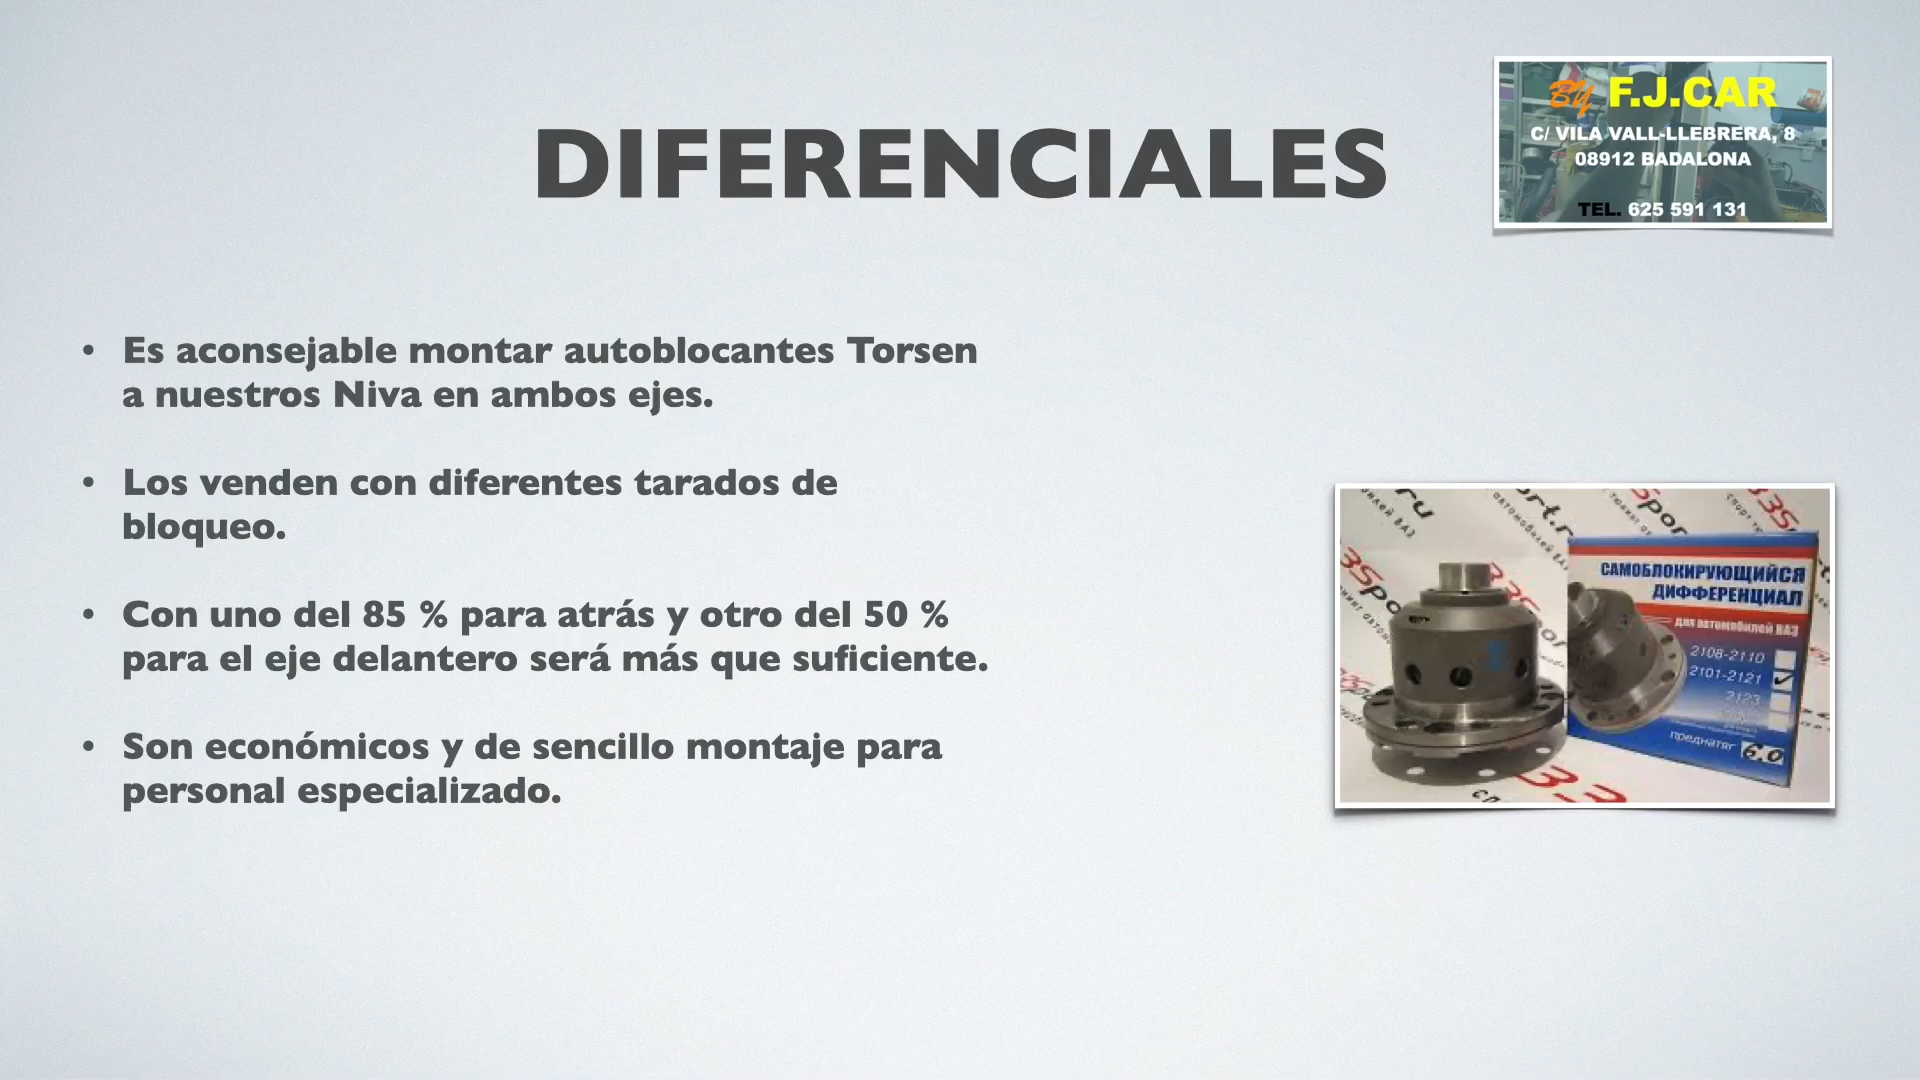 BY F.J.CAR
C/ VILA VALL-LLEBRERA, 8
08912 BADALONA
TEL. 625 591 131
DIFERENCIALES
• Es aconsejable montar autoblocantes Torsen
a nuestros Niva en ambos ejes.
• Los venden con diferentes tarados de
bloqueo.
• Con uno del 85 % para atrás y otro del 50 %
para el eje delantero será más que suficiente.
• Son económicos y de sencillo montaje para
personal especializado.
САМОБЛОКИРУЮЩИЙСЯ
ДИФФЕРЕНЦИАЛ
для автомобилей ВАЗ
2108-2110
2101-2121
2123
преднатяг 6.0